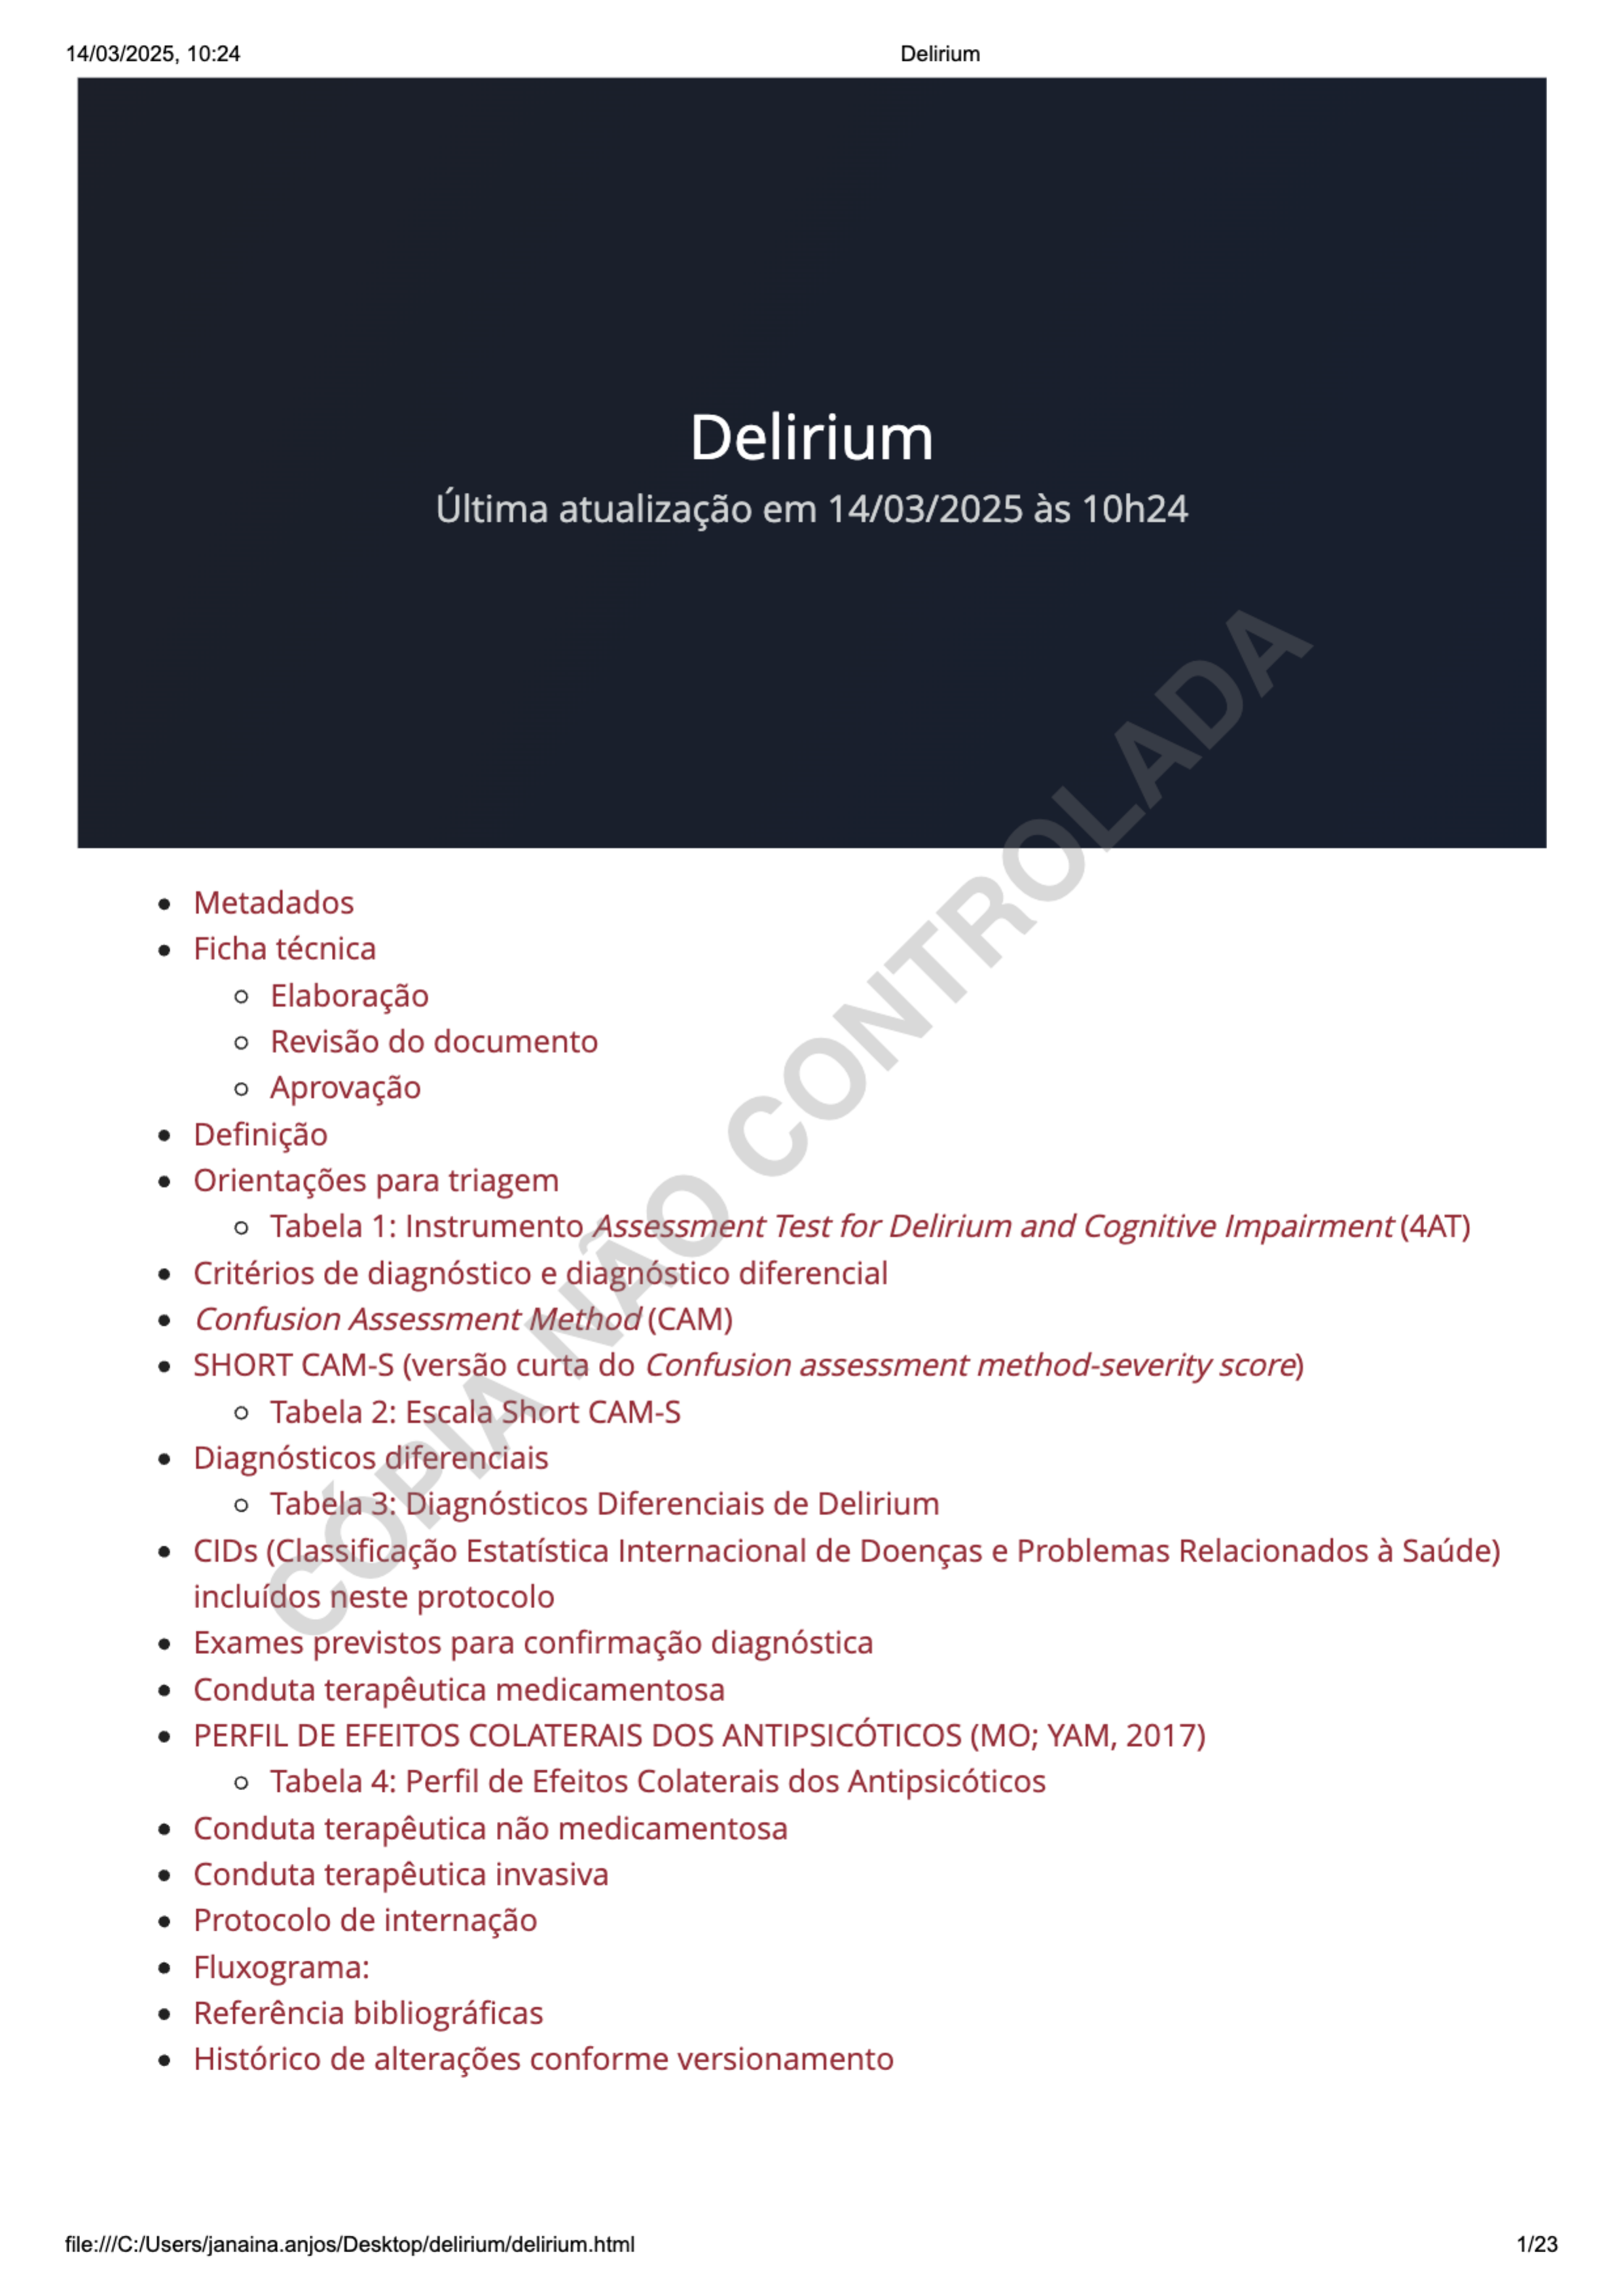 14/03/2025, 10:24
Delirium
Delirium
Última atualização em 14/03/2025 às 10h24
CÓPIA NÃO CONTROLADA
Metadados
Ficha técnica
Elaboração
Revisão do documento
Aprovação
Definição
Orientações para triagem
Tabela 1: Instrumento Assessment Test for Delirium and Cognitive Impairment (4AT)
Critérios de diagnóstico e diagnóstico diferencial
Confusion Assessment Method (CAM)
SHORT CAM-S (versão curta do Confusion assessment method-severity score)
Tabela 2: Escala Short CAM-S
Diagnósticos diferenciais
Tabela 3: Diagnósticos Diferenciais de Delirium
CIDs (Classificação Estatística Internacional de Doenças e Problemas Relacionados à Saúde)
incluídos neste protocolo
Exames previstos para confirmação diagnóstica
Conduta terapêutica medicamentosa
PERFIL DE EFEITOS COLATERAIS DOS ANTIPSICÓTICOS (MO; YAM, 2017)
Tabela 4: Perfil de Efeitos Colaterais dos Antipsicóticos
Conduta terapêutica não medicamentosa
Conduta terapêutica invasiva
Protocolo de internação
Fluxograma:
Referência bibliográficas
Histórico de alterações conforme versionamento
file:///C:/Users/janaina.anjos/Desktop/delirium/delirium.html
1/23